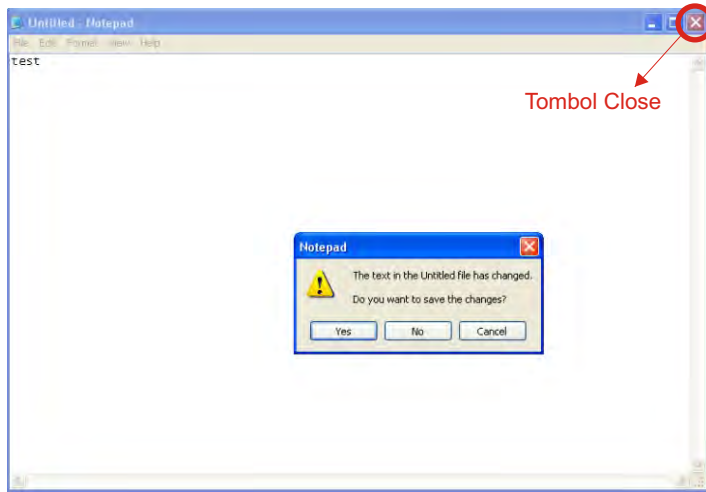 Untitled - Notepad
File Edit Format View Help
test
Tombol Close
Notepad
The text in the Untitled file has changed.
Do you want to save the changes?
Yes No Cancel